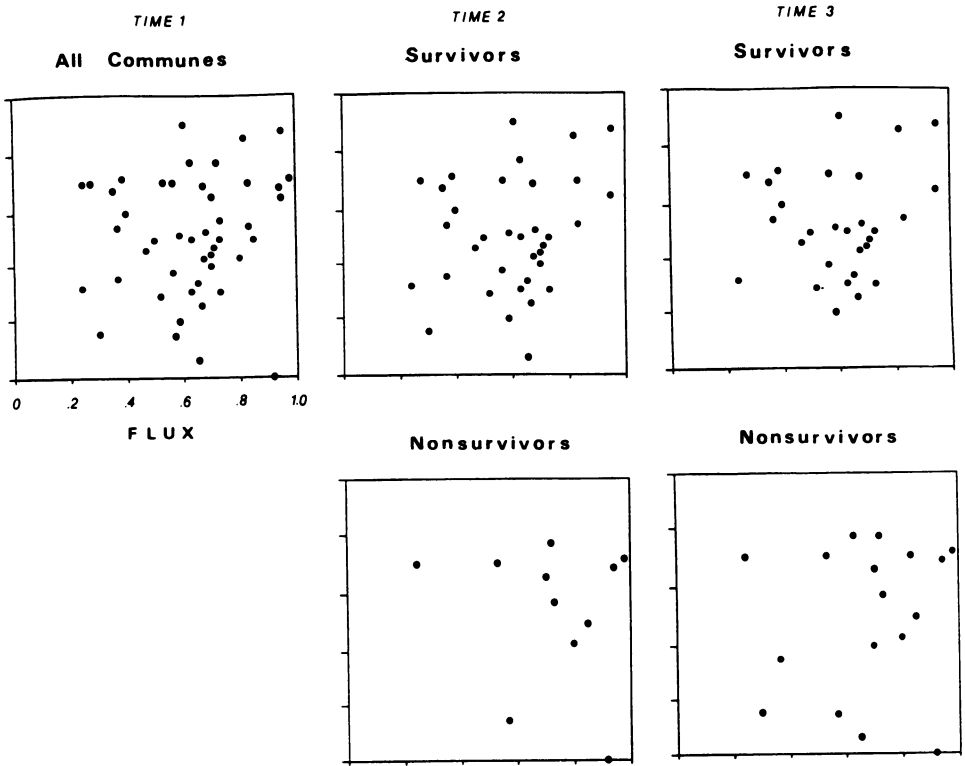 TIME 1
All Communes
TIME 2
Survivors
TIME 3
Survivors
0 .2 .4 .6 .8 1.0
FLUX
Nonsurvivors
Nonsurvivors